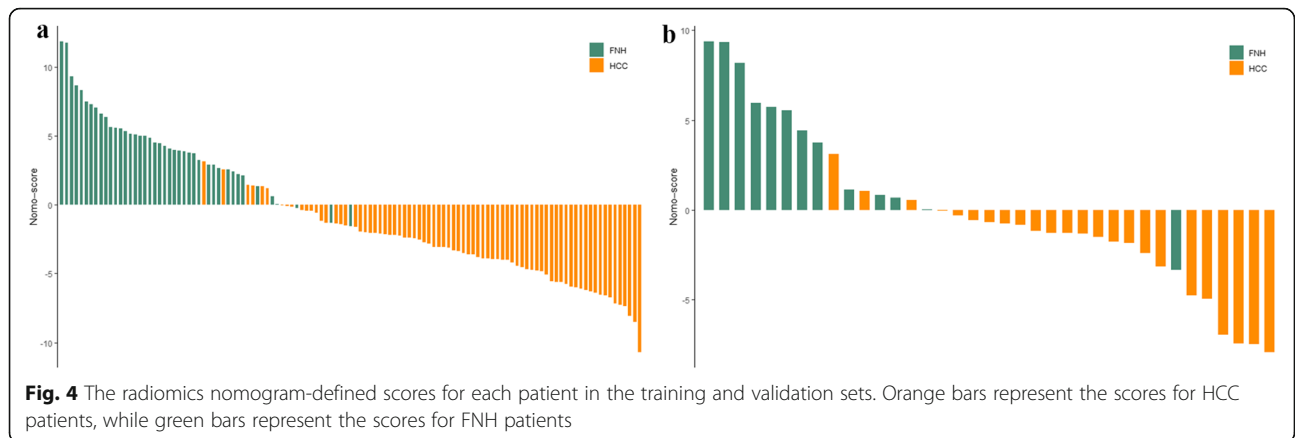 a
10
5
0
-5
-10
Nomo-score
FNH
HCC
b
10
5
0
-5
Nomo-score
FNH
HCC
Fig. 4 The radiomics nomogram-defined scores for each patient in the training and validation sets. Orange bars represent the scores for HCC
patients, while green bars represent the scores for FNH patients